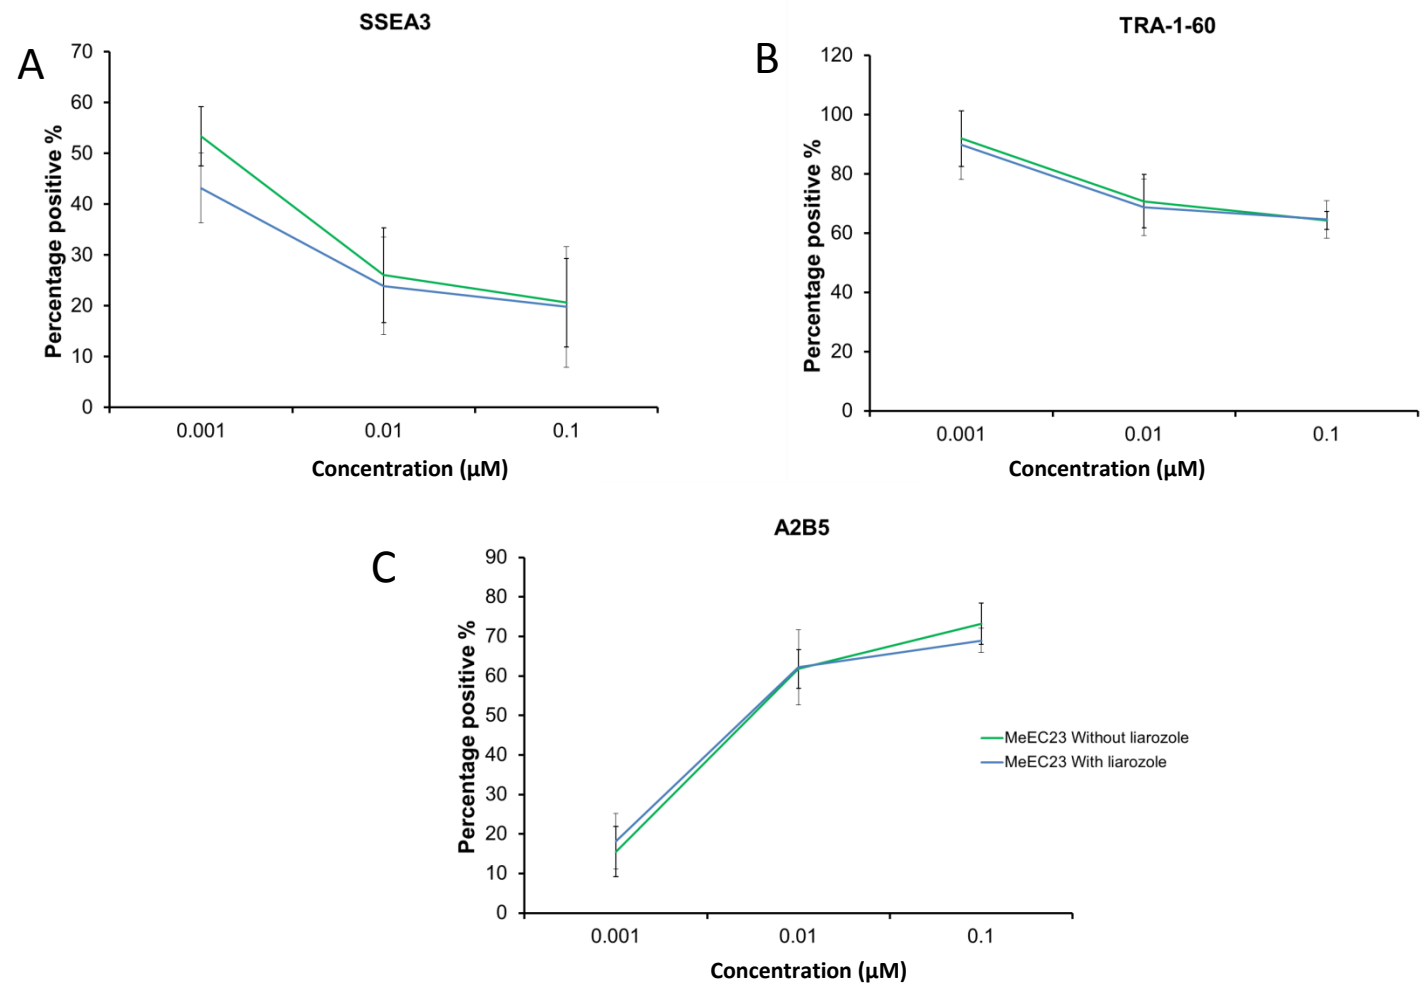 SSEA3
A
Percentage positive %
70
60
50
40
30
20
10
0
0.001 0.01 0.1
Concentration (µM)
TRA-1-60
B
Percentage positive %
120
100
80
60
40
20
0
0.001 0.01 0.1
Concentration (µM)
A2B5
C
Percentage positive %
90
80
70
60
50
40
30
20
10
0
0.001 0.01 0.1
Concentration (µM)
MeEC23 Without liarozole
MeEC23 With liarozole